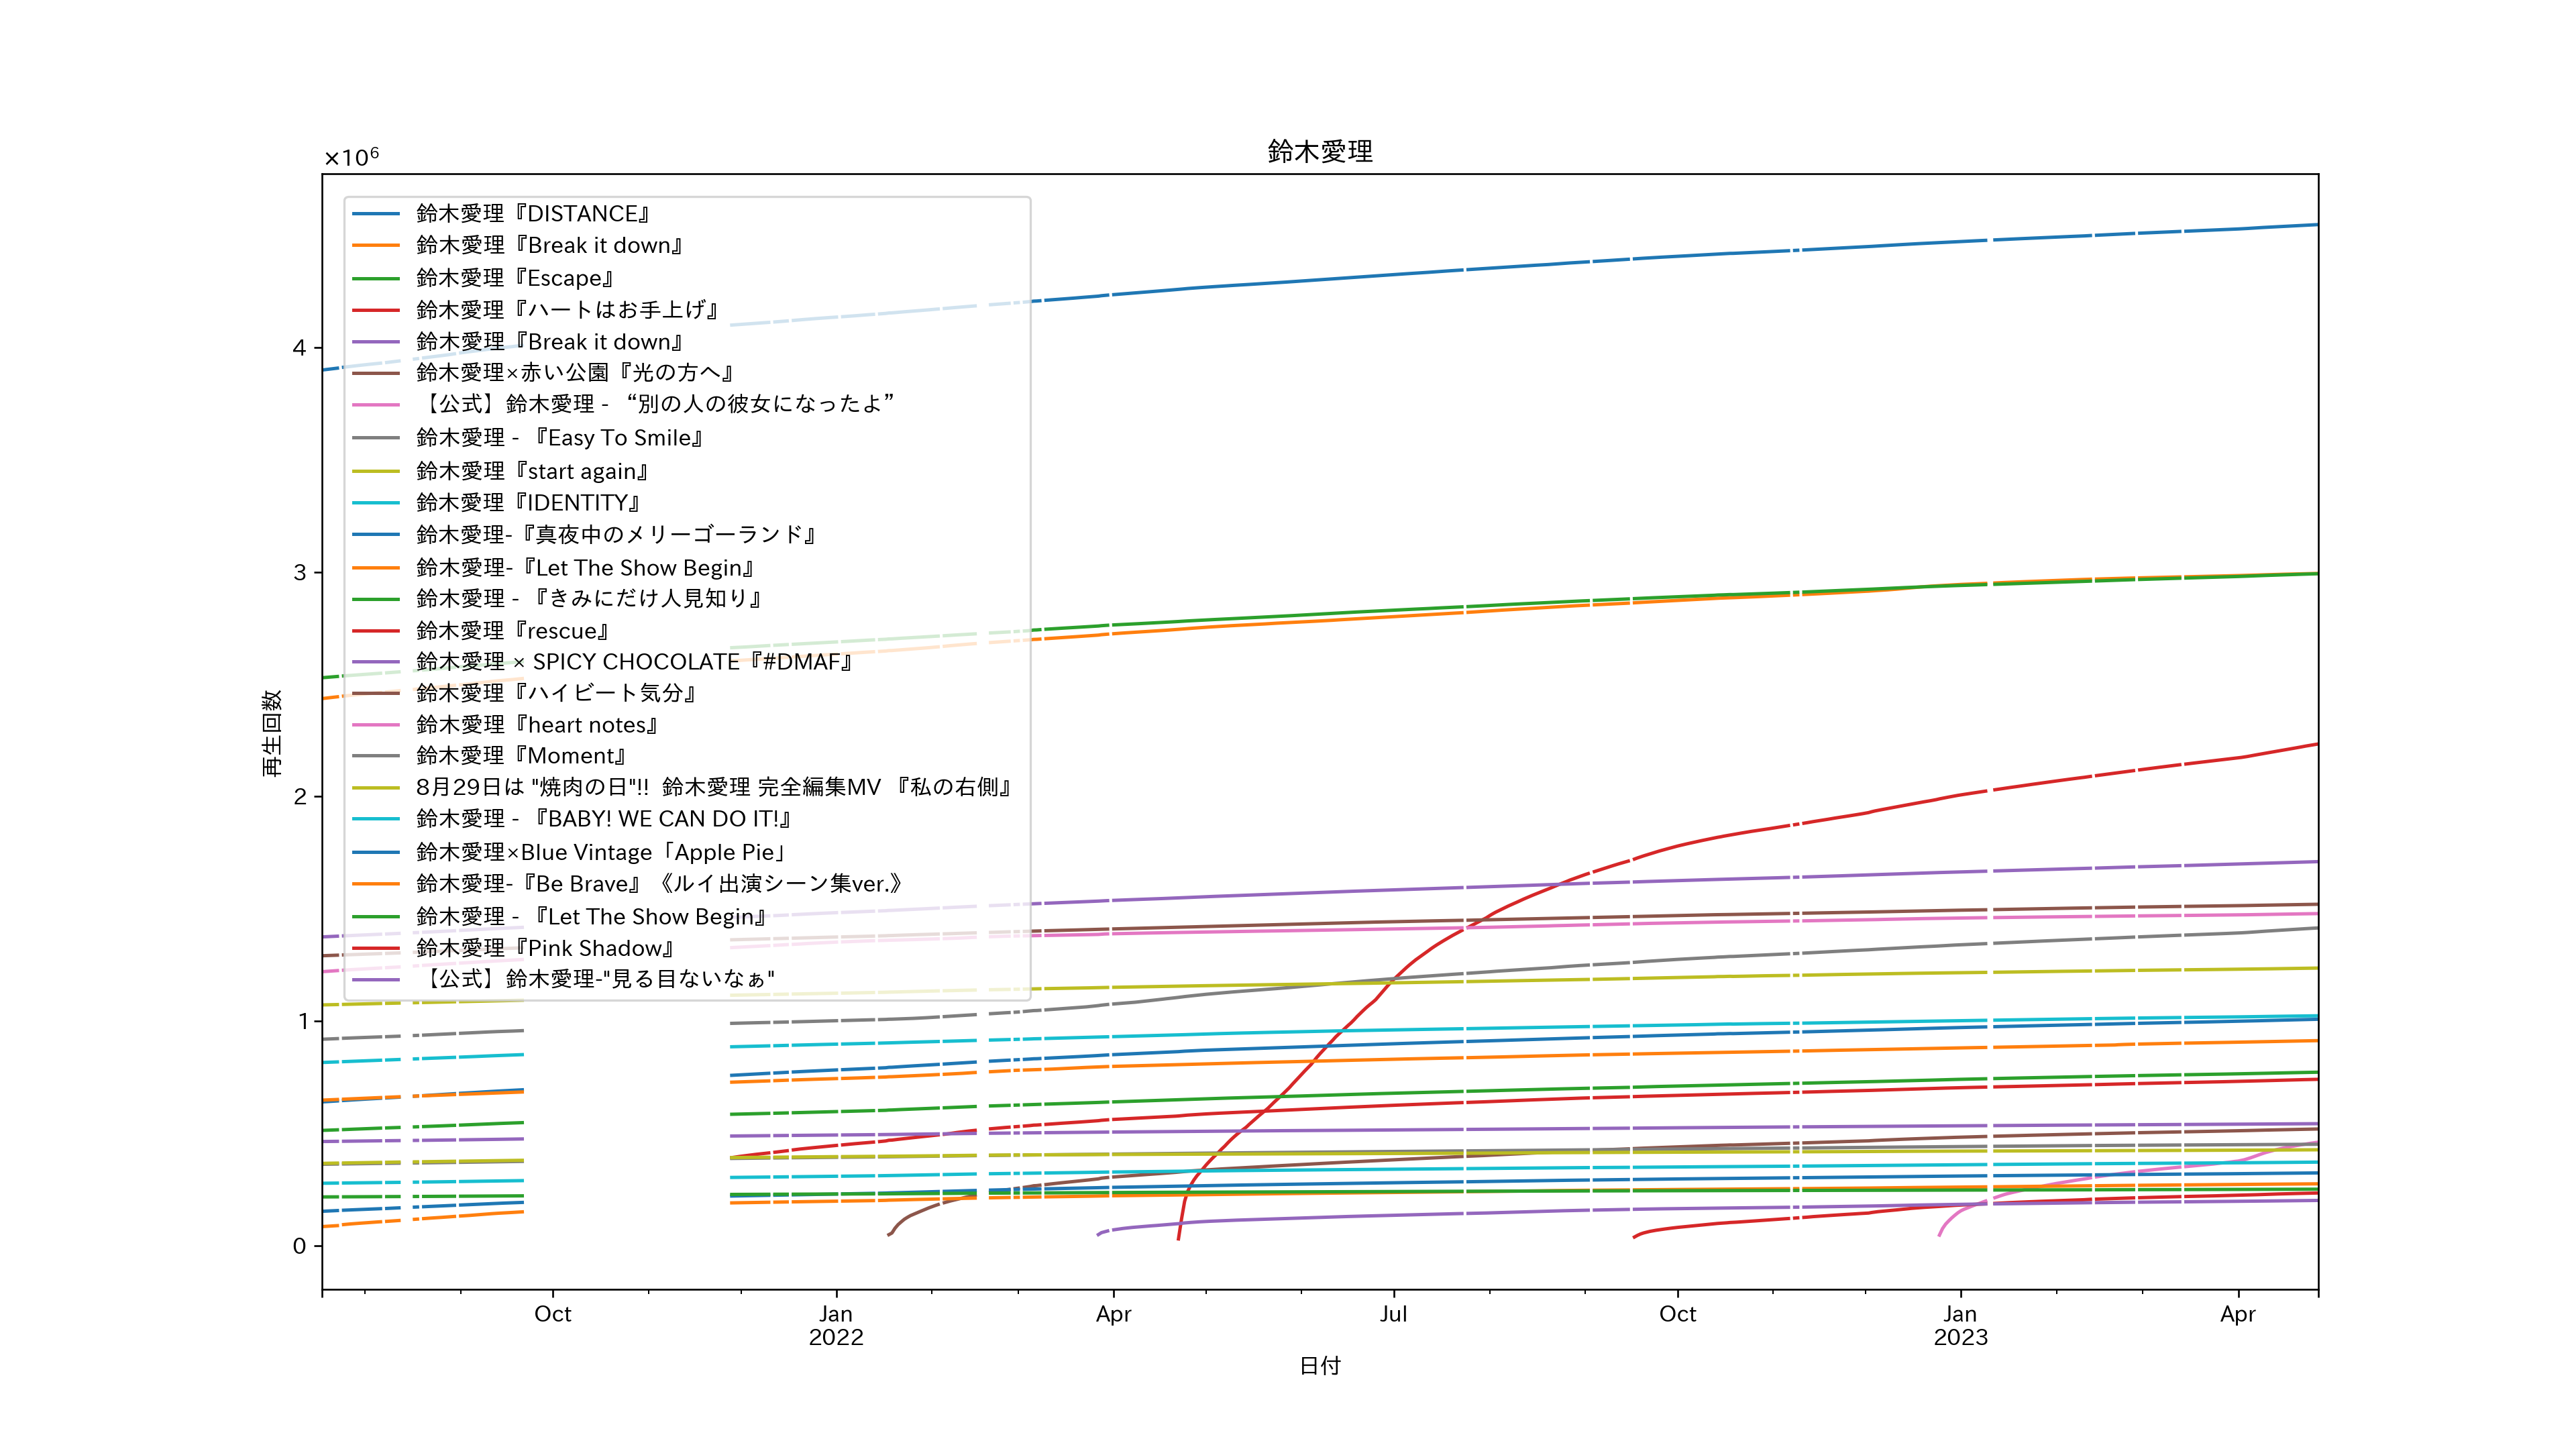 鈴木愛理
×10⁶
鈴木愛理『DISTANCE』
鈴木愛理『Break it down』
鈴木愛理『Escape』
鈴木愛理『ハートはお手上げ』
鈴木愛理『Break it down』
鈴木愛理×赤い公園『光の方へ』
【公式】鈴木愛理 - “別の人の彼女になったよ”
鈴木愛理 - 『Easy To Smile』
鈴木愛理『start again』
鈴木愛理『IDENTITY』
鈴木愛理-『真夜中のメリーゴーランド』
鈴木愛理-『Let The Show Begin』
鈴木愛理 - 『きみにだけ人見知り』
鈴木愛理『rescue』
鈴木愛理 × SPICY CHOCOLATE『#DMAF』
鈴木愛理『ハイビート気分』
鈴木愛理『heart notes』
鈴木愛理『Moment』
8月29日は "焼肉の日"!! 鈴木愛理 完全編集MV 『私の右側』
鈴木愛理 - 『BABY! WE CAN DO IT!』
鈴木愛理×Blue Vintage「Apple Pie」
鈴木愛理-『Be Brave』《ルイ出演シーン集ver.》
鈴木愛理 - 『Let The Show Begin』
鈴木愛理『Pink Shadow』
【公式】鈴木愛理-"見る目ないなぁ"
4
3
2
1
0
再生回数
Oct
Jan
2022
Apr
Jul
Oct
Jan
2023
Apr
日付